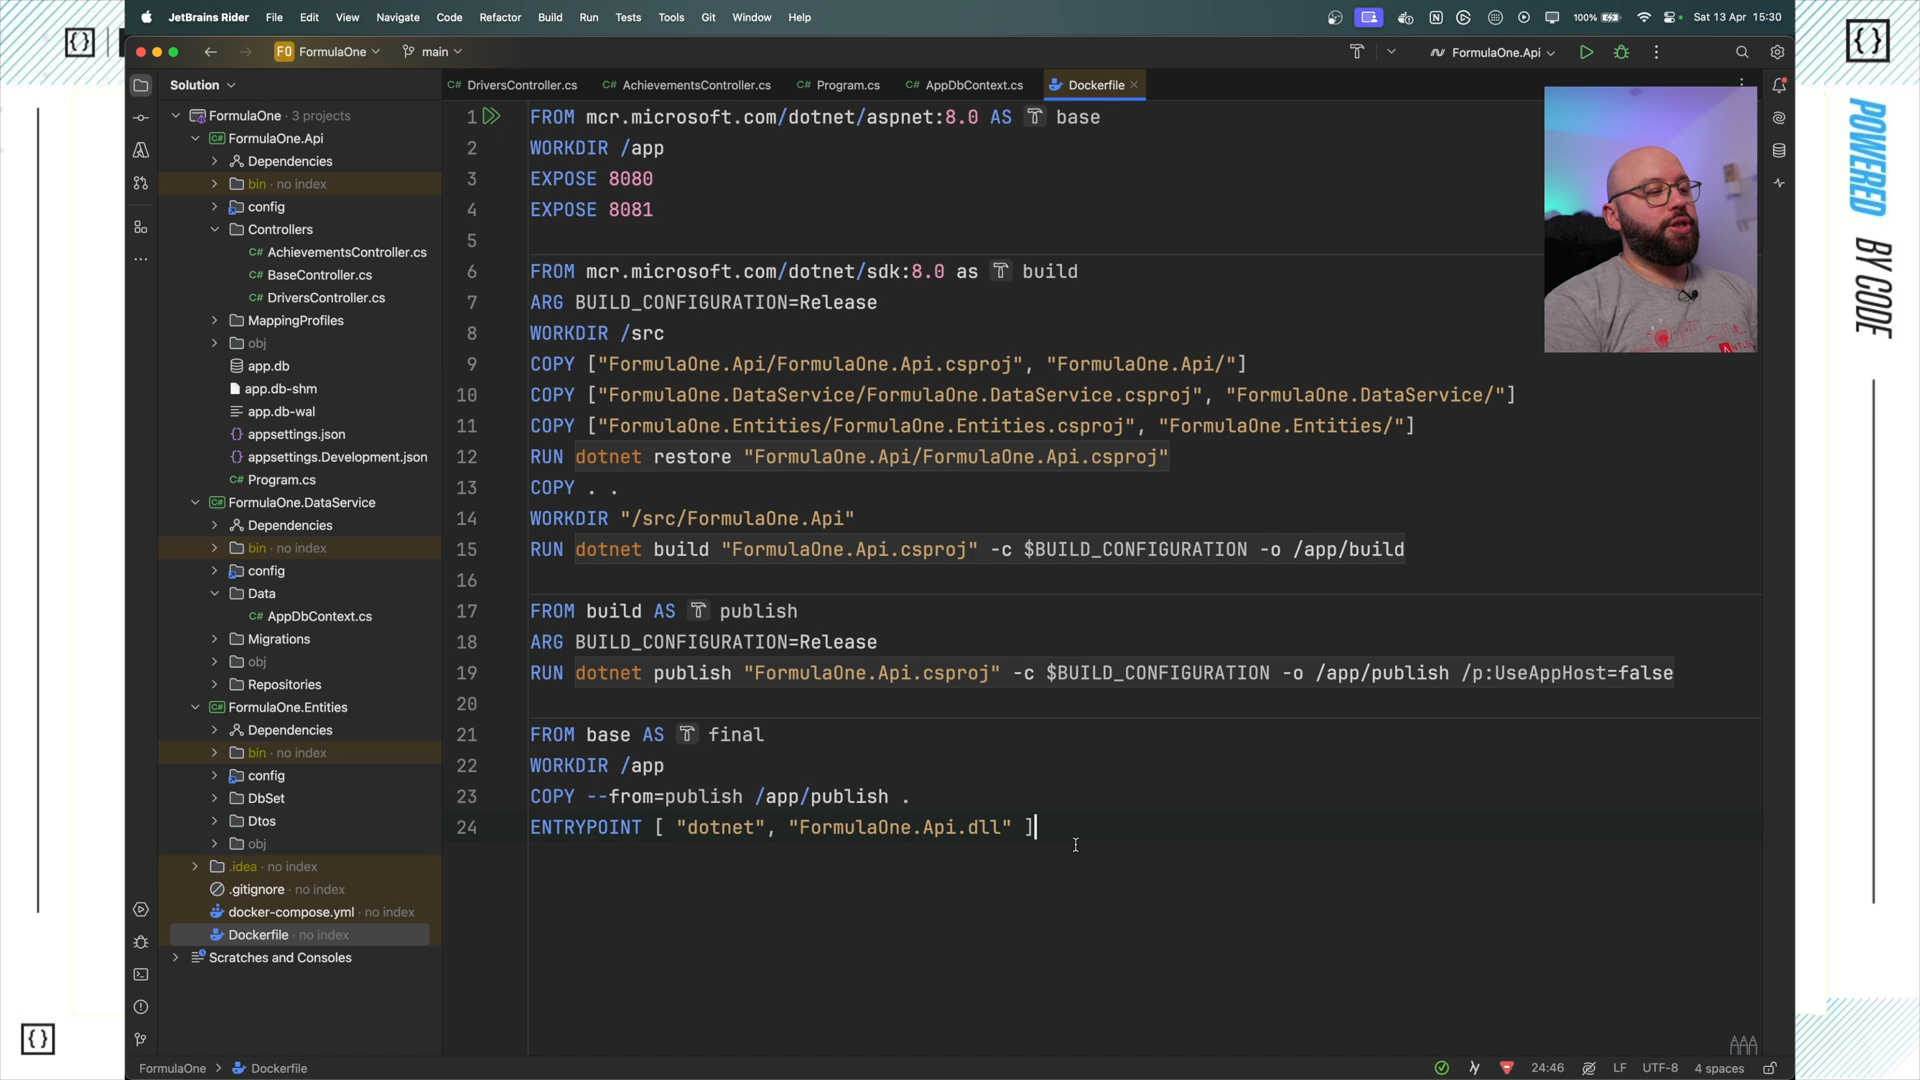 JetBrains Rider File Edit View Navigate Code Refactor Build Run Tests Tools Git Window Help 100% Sat 13 Apr 15:30
FO FormulaOne main FormulaOne.Api
Solution
FormulaOne · 3 projects
FormulaOne.Api
Dependencies
bin · no index
config
Controllers
C# AchievementsController.cs
C# BaseController.cs
C# DriversController.cs
MappingProfiles
obj
app.db
app.db-shm
app.db-wal
{} appsettings.json
{} appsettings.Development.json
C# Program.cs
C# FormulaOne.DataService
Dependencies
bin · no index
config
Data
C# AppDbContext.cs
Migrations
obj
Repositories
C# FormulaOne.Entities
Dependencies
bin · no index
config
DbSet
Dtos
obj
.idea · no index
.gitignore · no index
docker-compose.yml · no index
Dockerfile · no index
Scratches and Consoles
C# DriversController.cs C# AchievementsController.cs C# Program.cs C# AppDbContext.cs Dockerfile
1 FROM mcr.microsoft.com/dotnet/aspnet:8.0 AS base
2 WORKDIR /app
3 EXPOSE 8080
4 EXPOSE 8081
5
6 FROM mcr.microsoft.com/dotnet/sdk:8.0 as build
7 ARG BUILD_CONFIGURATION=Release
8 WORKDIR /src
9 COPY ["FormulaOne.Api/FormulaOne.Api.csproj", "FormulaOne.Api/"]
10 COPY ["FormulaOne.DataService/FormulaOne.DataService.csproj", "FormulaOne.DataService/"]
11 COPY ["FormulaOne.Entities/FormulaOne.Entities.csproj", "FormulaOne.Entities/"]
12 RUN dotnet restore "FormulaOne.Api/FormulaOne.Api.csproj"
13 COPY . .
14 WORKDIR "/src/FormulaOne.Api"
15 RUN dotnet build "FormulaOne.Api.csproj" -c $BUILD_CONFIGURATION -o /app/build
16
17 FROM build AS publish
18 ARG BUILD_CONFIGURATION=Release
19 RUN dotnet publish "FormulaOne.Api.csproj" -c $BUILD_CONFIGURATION -o /app/publish /p:UseAppHost=false
20
21 FROM base AS final
22 WORKDIR /app
23 COPY --from=publish /app/publish .
24 ENTRYPOINT [ "dotnet", "FormulaOne.Api.dll" ]
POWERED BY CODE
FormulaOne > Dockerfile 24:46 LF UTF-8 4 spaces